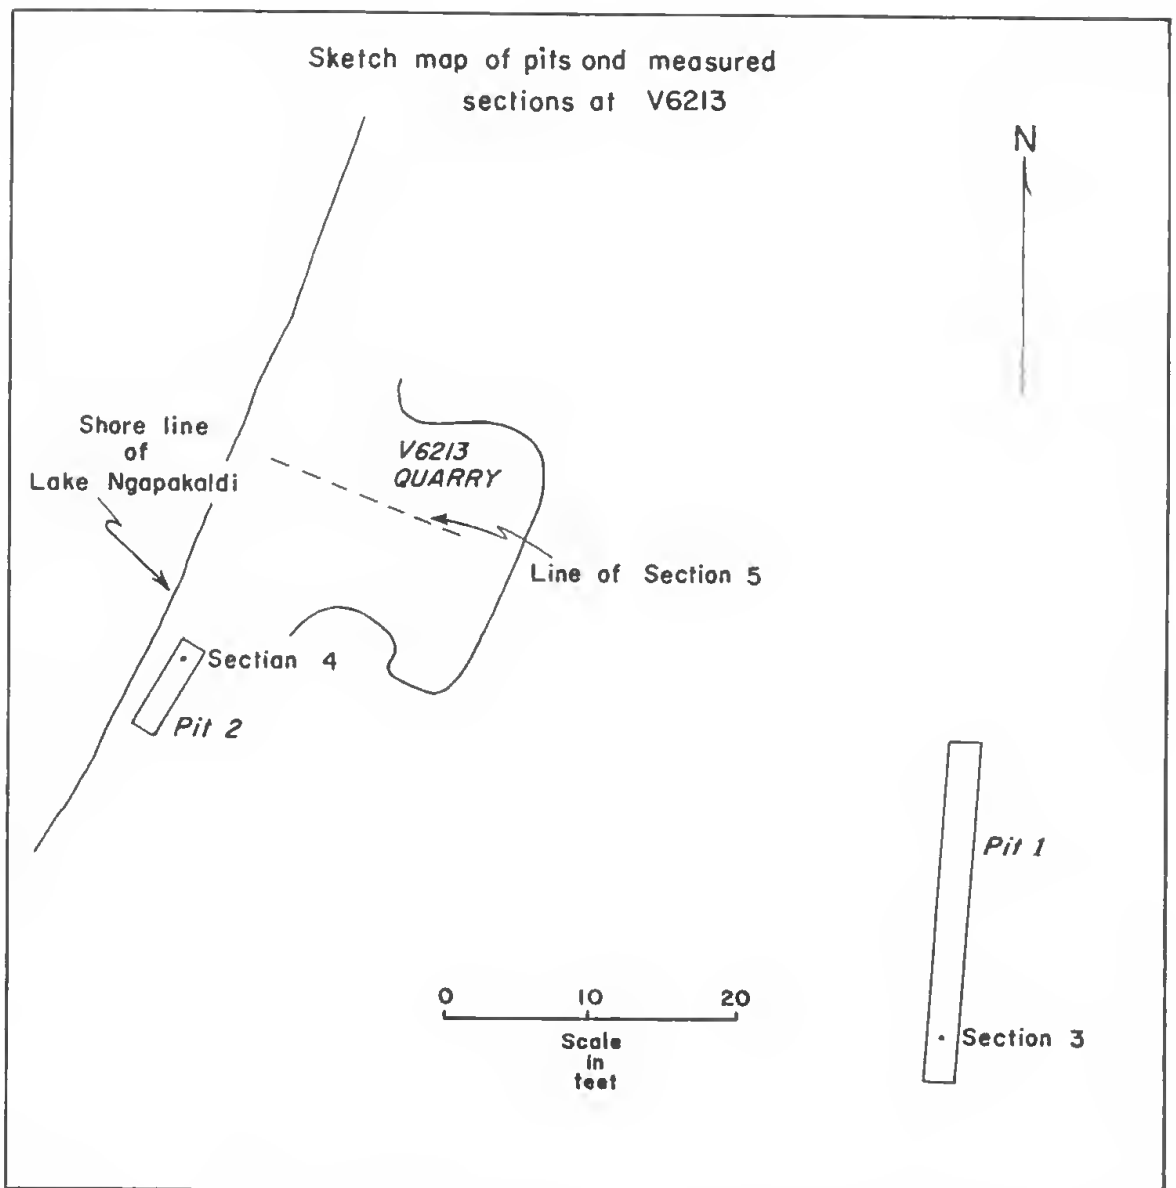 Sketch map of pits and measured
sections at V6213
N
Shore line
of
Lake Ngapakaldi
V6213
QUARRY
Line of Section 5
Section 4
Pit 2
Pit 1
0 10 20
Scale
in
feet
Section 3